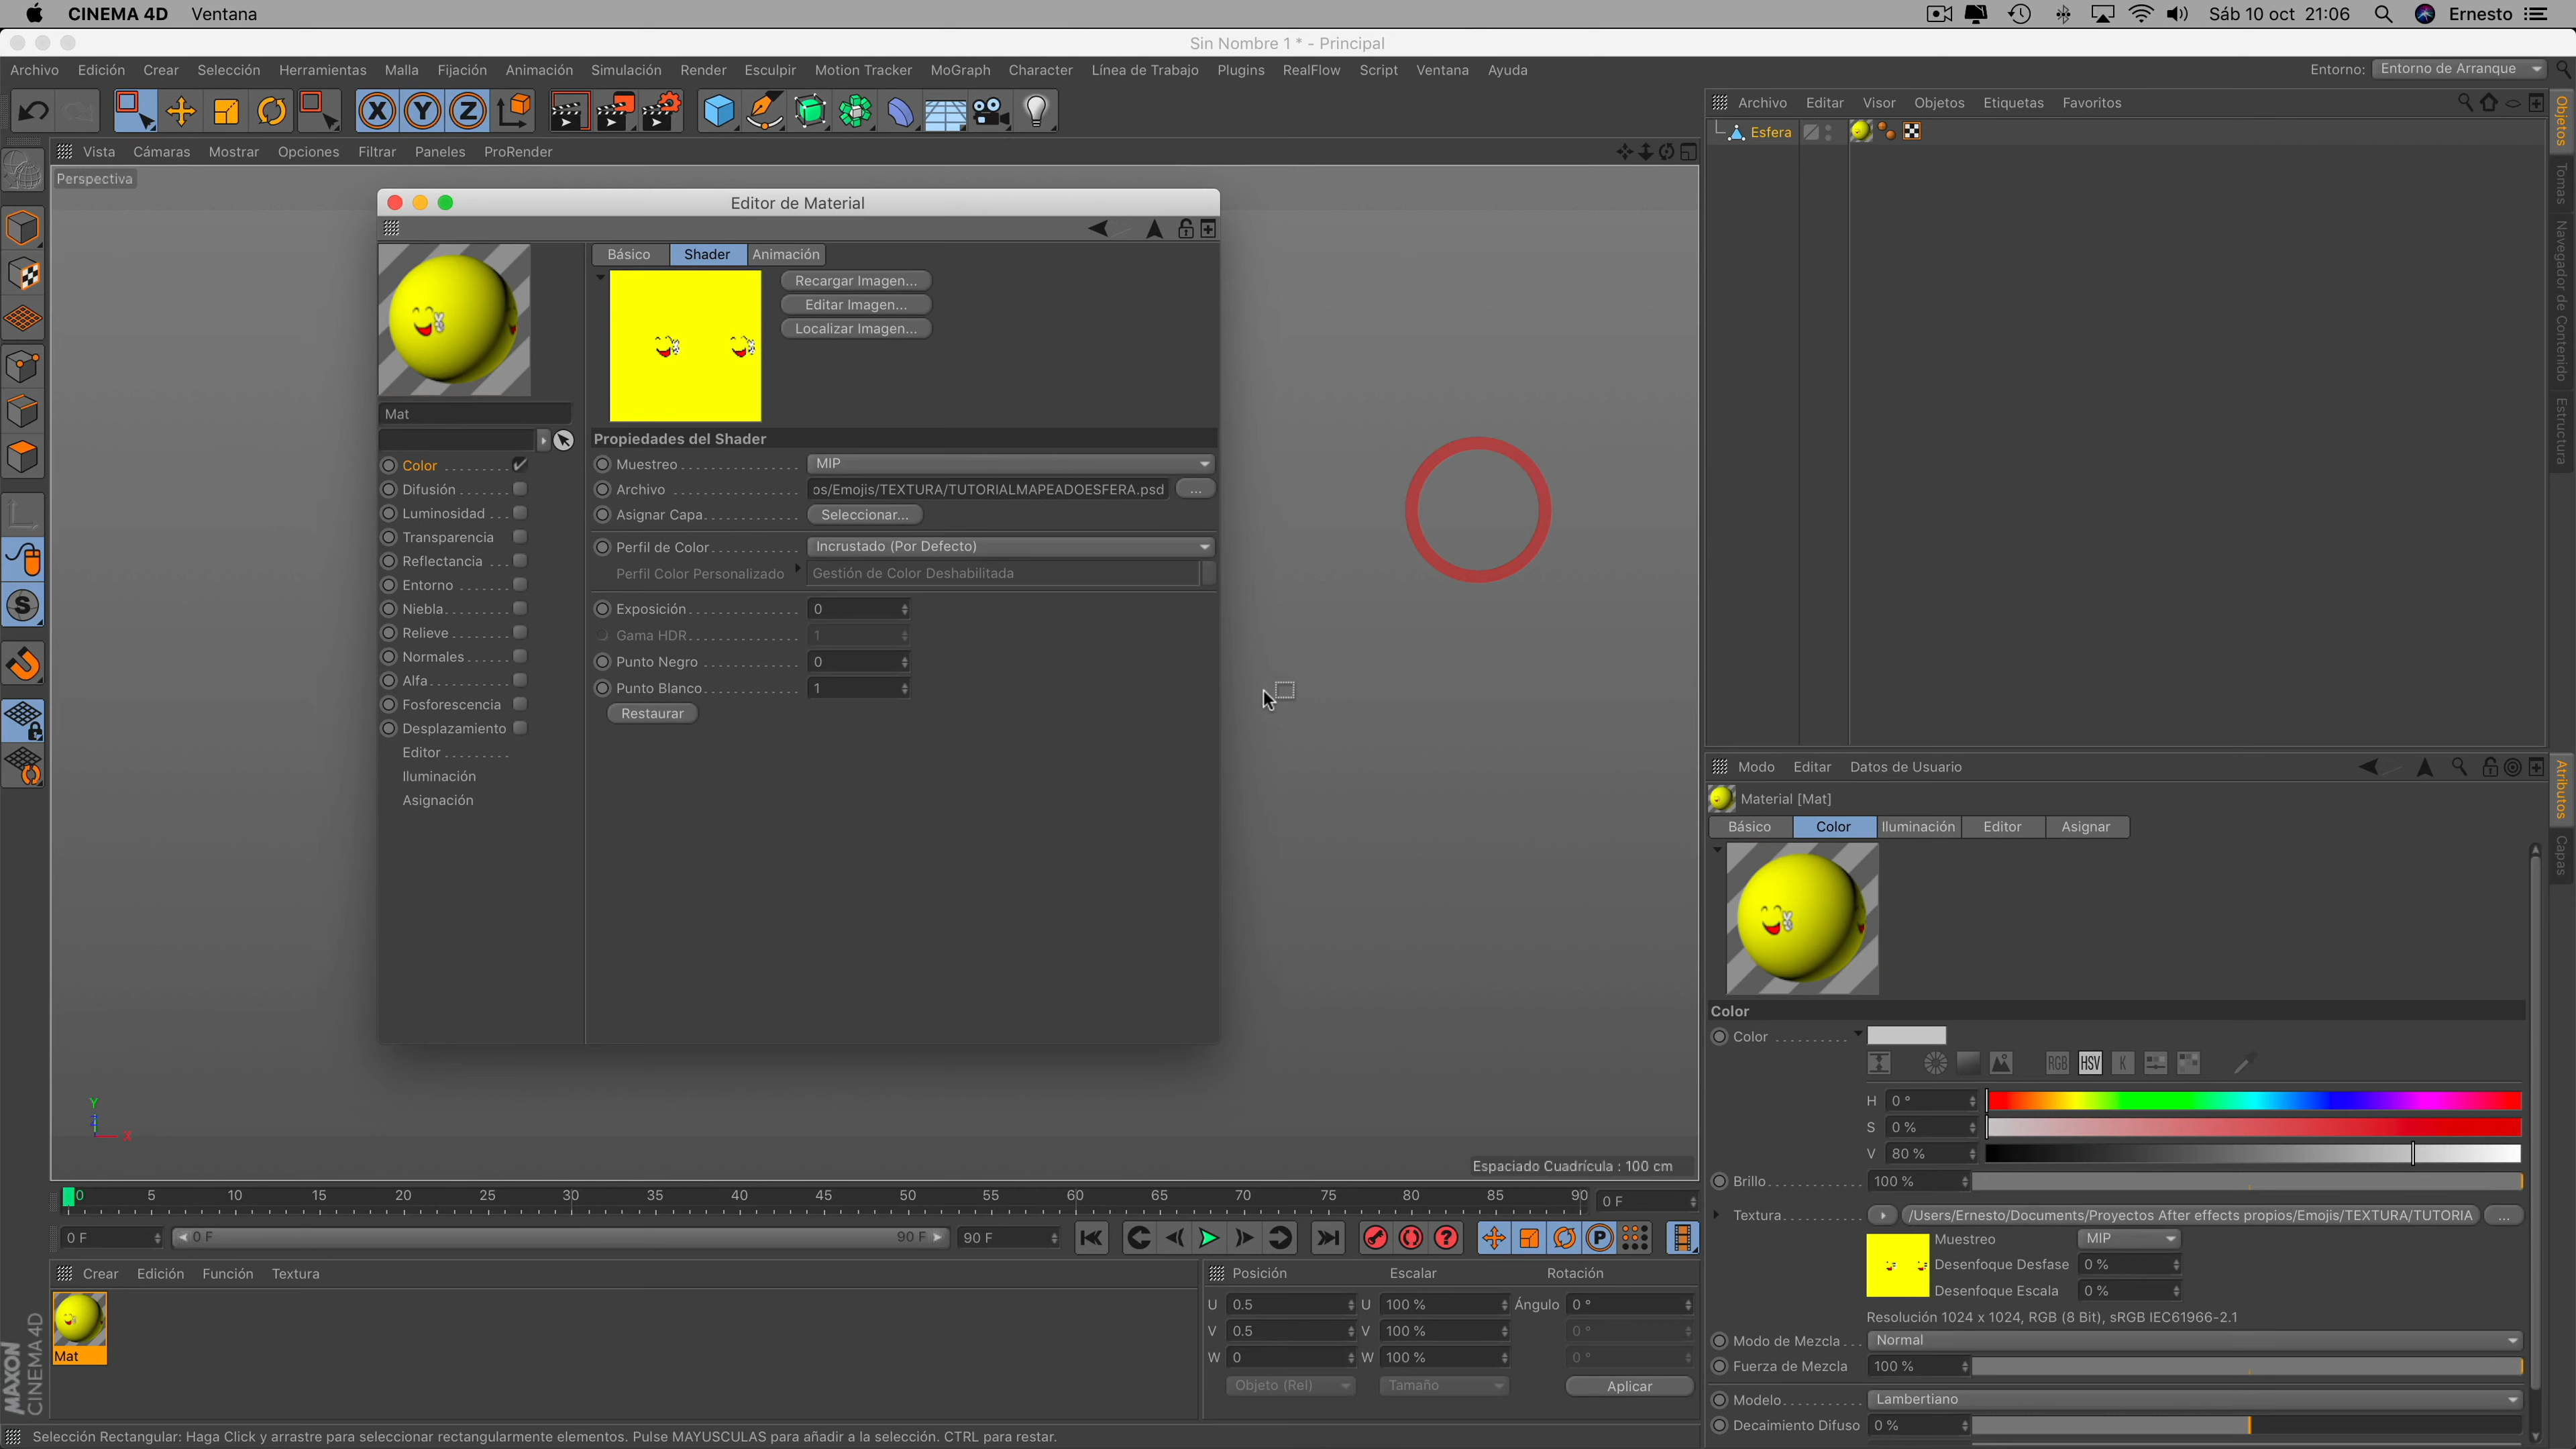 CINEMA 4D Ventana Sáb 10 oct 21:06 Ernesto
Sin Nombre 1 * - Principal
Archivo Edición Crear Selección Herramientas Malla Fijación Animación Simulación Render Esculpir Motion Tracker MoGraph Character Línea de Trabajo Plugins RealFlow Script Ventana Ayuda Entorno: Entorno de Arranque
Archivo Editar Visor Objetos Etiquetas Favoritos
Esfera
Objetos
Tomas
Navegador de Contenido
Estructura
Vista Cámaras Mostrar Opciones Filtrar Paneles ProRender
Perspectiva
Editor de Material
Básico Shader Animación
Recargar Imagen...
Editar Imagen...
Localizar Imagen...
Mat
Propiedades del Shader
Color
Difusión
Luminosidad
Transparencia
Reflectancia
Entorno
Niebla
Relieve
Normales
Alfa
Fosforescencia
Desplazamiento
Editor
Iluminación
Asignación
Muestreo MIP
Archivo os/Emojis/TEXTURA/TUTORIALMAPEADOESFERA.psd ...
Asignar Capa Seleccionar...
Perfil de Color Incrustado (Por Defecto)
Perfil Color Personalizado Gestión de Color Deshabilitada
Exposición 0
Gama HDR 1
Punto Negro 0
Punto Blanco 1
Restaurar
Y
Z
X
Espaciado Cuadrícula : 100 cm
0 5 10 15 20 25 30 35 40 45 50 55 60 65 70 75 80 85 90 0 F
0 F 0 F 90 F 90 F
Crear Edición Función Textura
Mat
MAXON
CINEMA 4D
Posición Escalar Rotación
U 0.5 U 100 % Ángulo 0 °
V 0.5 V 100 % 0 °
W 0 W 100 % 0 °
Objeto (Rel) Tamaño Aplicar
Selección Rectangular: Haga Click y arrastre para seleccionar rectangularmente elementos. Pulse MAYUSCULAS para añadir a la selección. CTRL para restar.
Modo Editar Datos de Usuario
Atributos
Capas
Material [Mat]
Básico Color Iluminación Editor Asignar
Color
Color
RGB HSV K
H 0 °
S 0 %
V 80 %
Brillo 100 %
Textura /Users/Ernesto/Documents/Proyectos After effects propios/Emojis/TEXTURA/TUTORIA ...
Muestreo MIP
Desenfoque Desfase 0 %
Desenfoque Escala 0 %
Resolución 1024 x 1024, RGB (8 Bit), sRGB IEC61966-2.1
Modo de Mezcla Normal
Fuerza de Mezcla 100 %
Modelo Lambertiano
Decaimiento Difuso 0 %